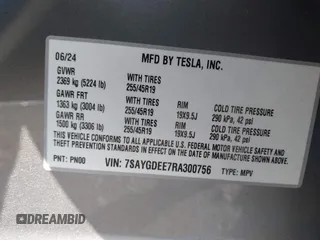 06/24 MFD BY TESLA, INC.
GVWR
2369 kg (5224 lb) WITH TIRES 255/45R19
GAWR FRT WITH TIRES RIM COLD TIRE PRESSURE
1363 kg (3004 lb) 255/45R19 19X9.5J 290 kPa, 42 psi
GAWR RR WITH TIRES RIM COLD TIRE PRESSURE
1500 kg (3306 lb) 255/45R19 19X9.5J 290 kPa, 42 psi
THIS VEHICLE CONFORMS TO ALL APPLICABLE U.S. FEDERAL MOTOR VEHICLE
SAFETY AND THEFT PREVENTION STANDARDS IN EFFECT ON THE DATE OF MANUFACTURE SHOWN ABOVE.
PNT: PN00 VIN: 7SAYGDEE7RA300756 TYPE: MPV
DREAMBID